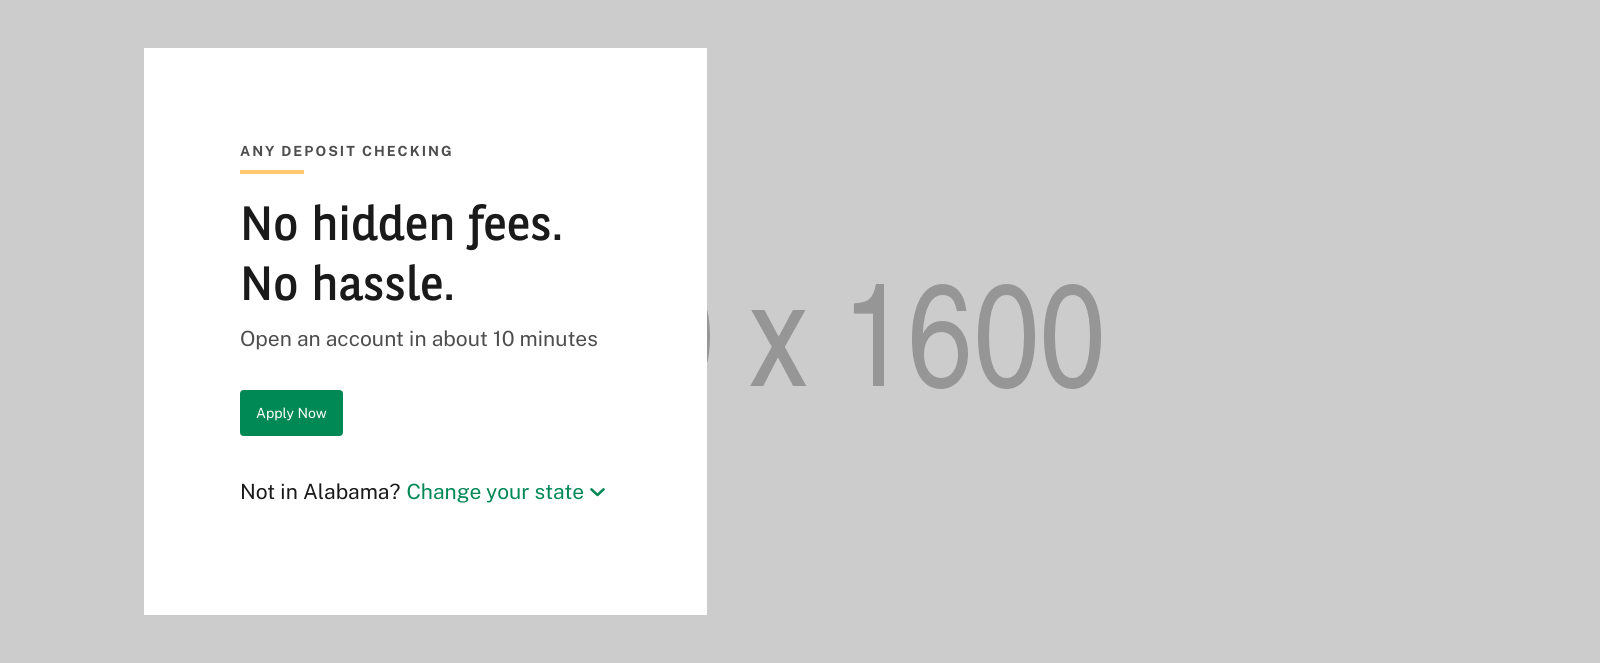 ANY DEPOSIT CHECKING
No hidden fees.
No hassle.
Open an account in about 10 minutes
Apply Now
Not in Alabama? Change your state
x 1600